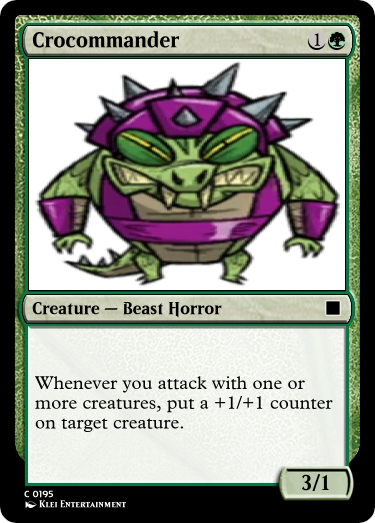 Crocommander 1
Creature — Beast Horror
Whenever you attack with one or
more creatures, put a +1/+1 counter
on target creature.
3/1
C 0195
Klei Entertainment